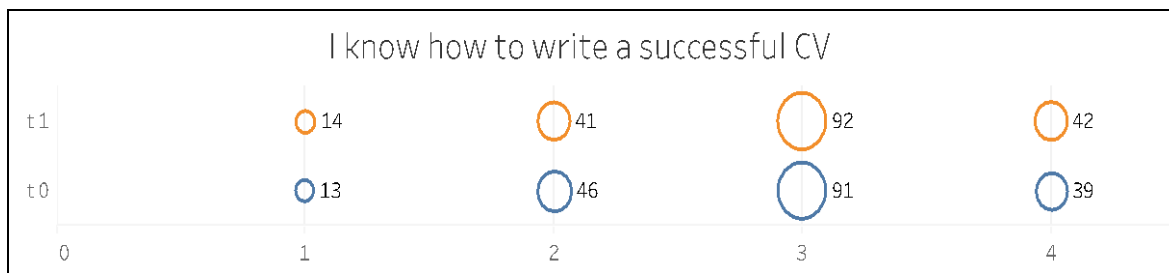 I know how to write a successful CV
t1 14 41 92 42
t0 13 46 91 39
0 1 2 3 4